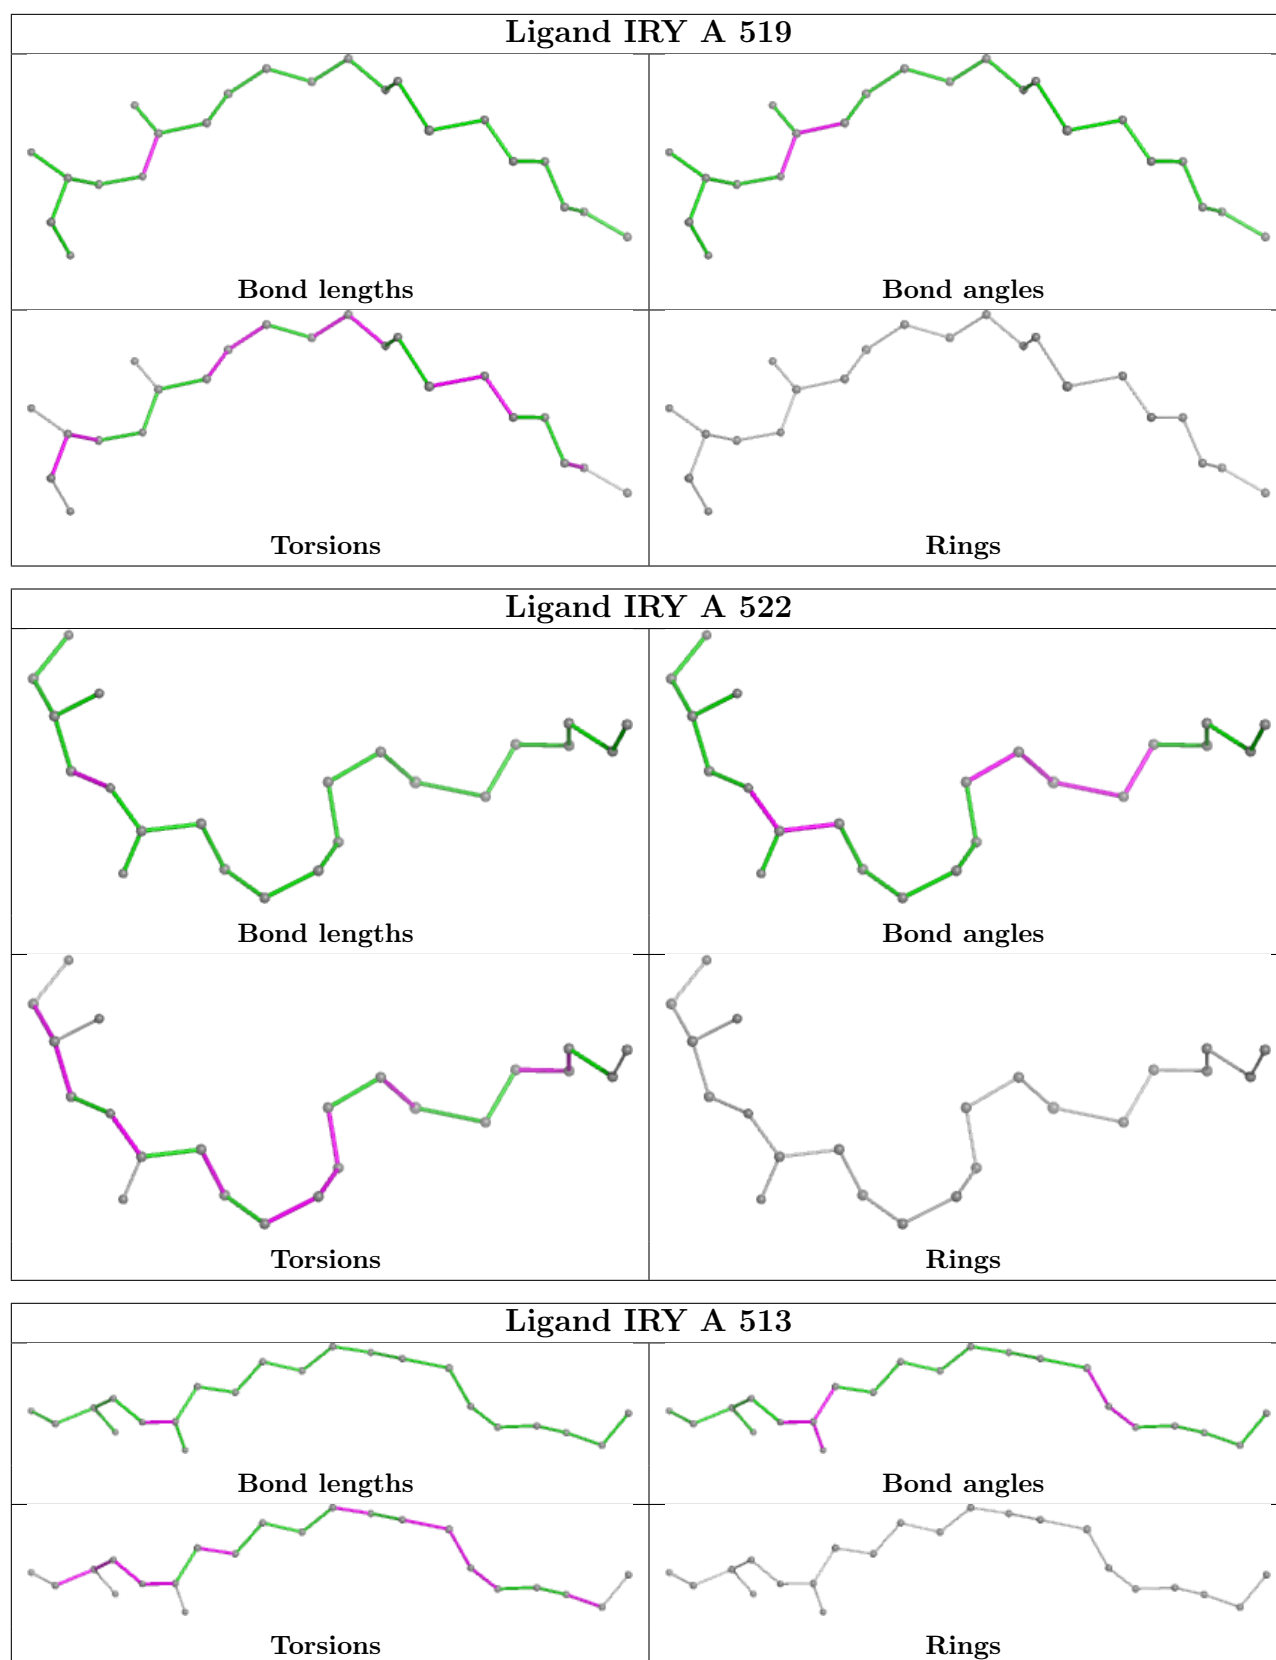 Ligand IRY A 519
Bond lengths
Bond angles
Torsions
Rings
Ligand IRY A 522
Bond lengths
Bond angles
Torsions
Rings
Ligand IRY A 513
Bond lengths
Bond angles
Torsions
Rings